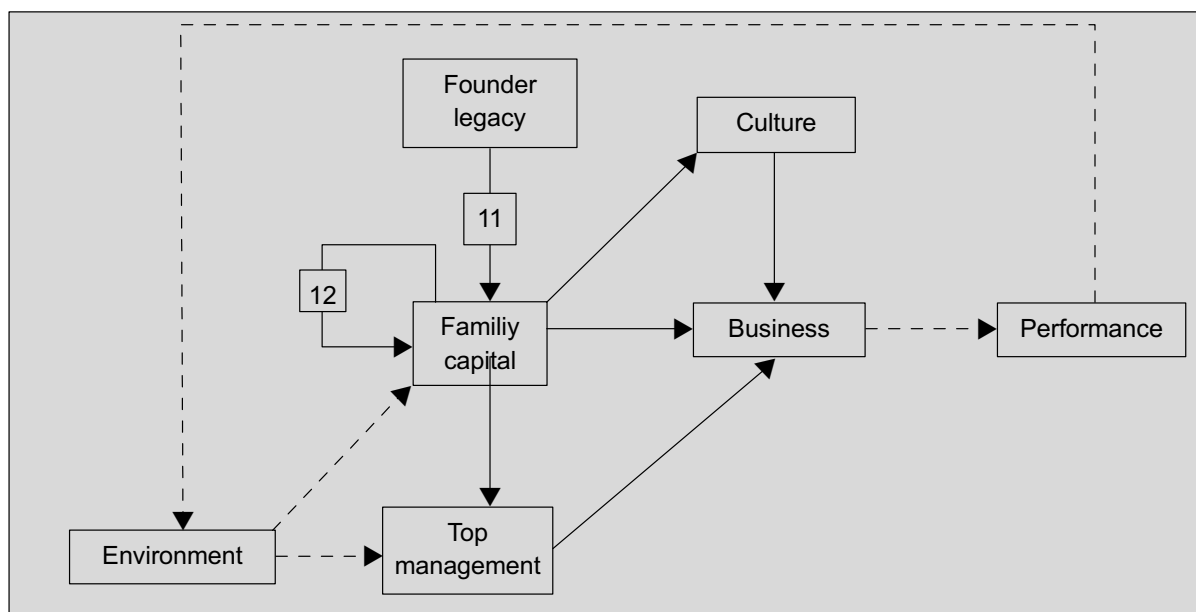 Founder
legacy
Culture
11
12
Familiy
capital
Business
Performance
Environment
Top
management